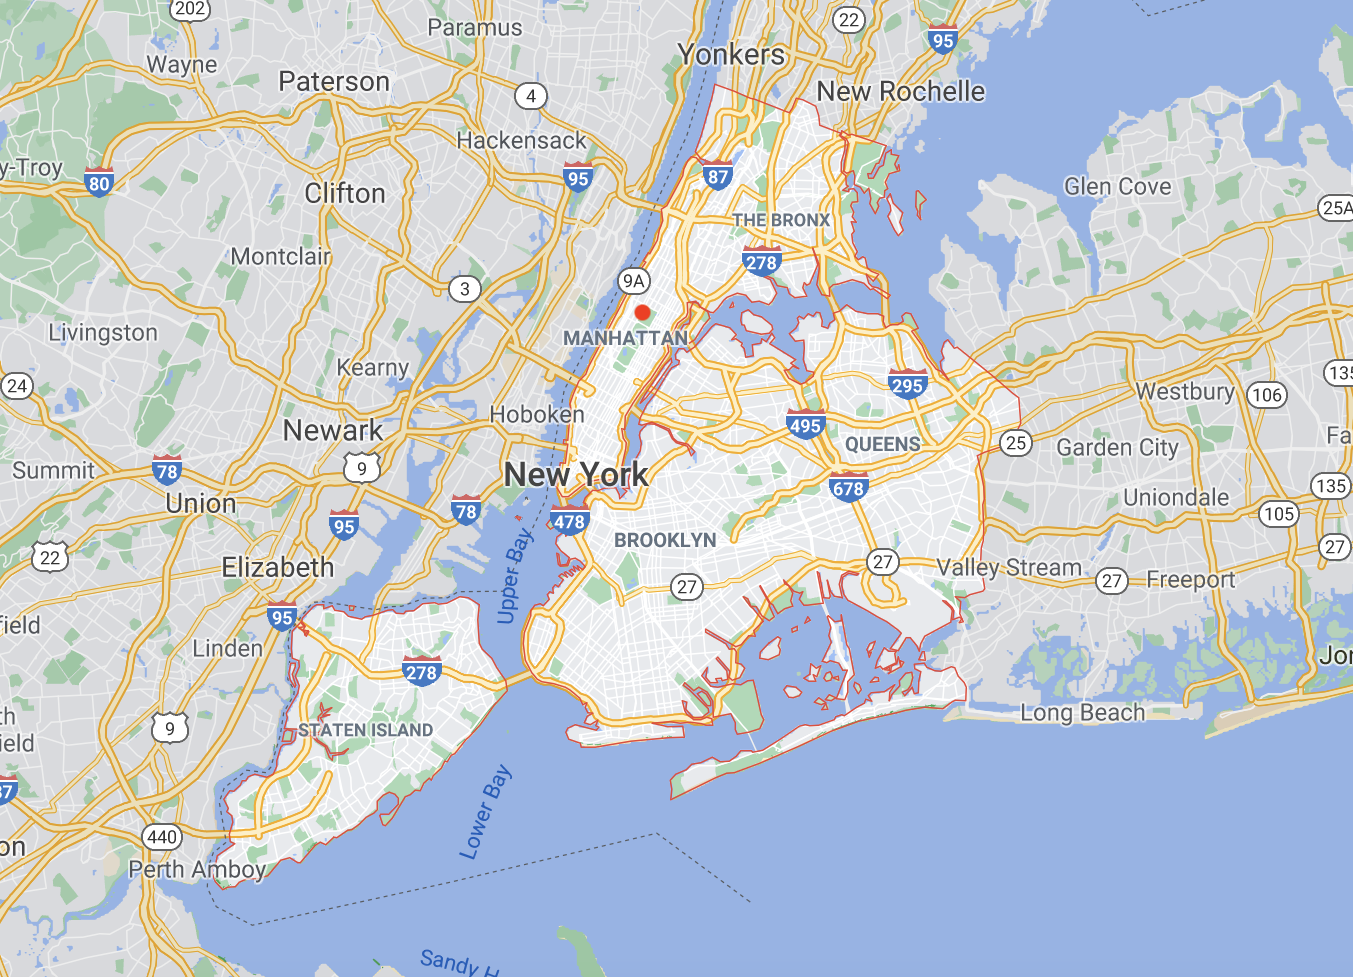 202
Paramus
22
95
Yonkers
Wayne
Paterson
New Rochelle
4
Hackensack
y-Troy
80
95
87
Clifton
Glen Cove
25A
THE BRONX
Montclair
278
9A
3
Livingston
MANHATTAN
Kearny
24
295
135
Westbury
106
Hoboken
495
Newark
QUEENS
25
Garden City
Fa
Summit
78
9
New York
678
135
Union
Uniondale
78
478
105
95
BROOKLYN
27
22
Upper Bay
27
Elizabeth
Valley Stream
27
Freeport
27
95
field
Linden
278
Jor
th
ield
9
STATEN ISLAND
Long Beach
87
Lower Bay
440
on
Perth Amboy
Sandy H